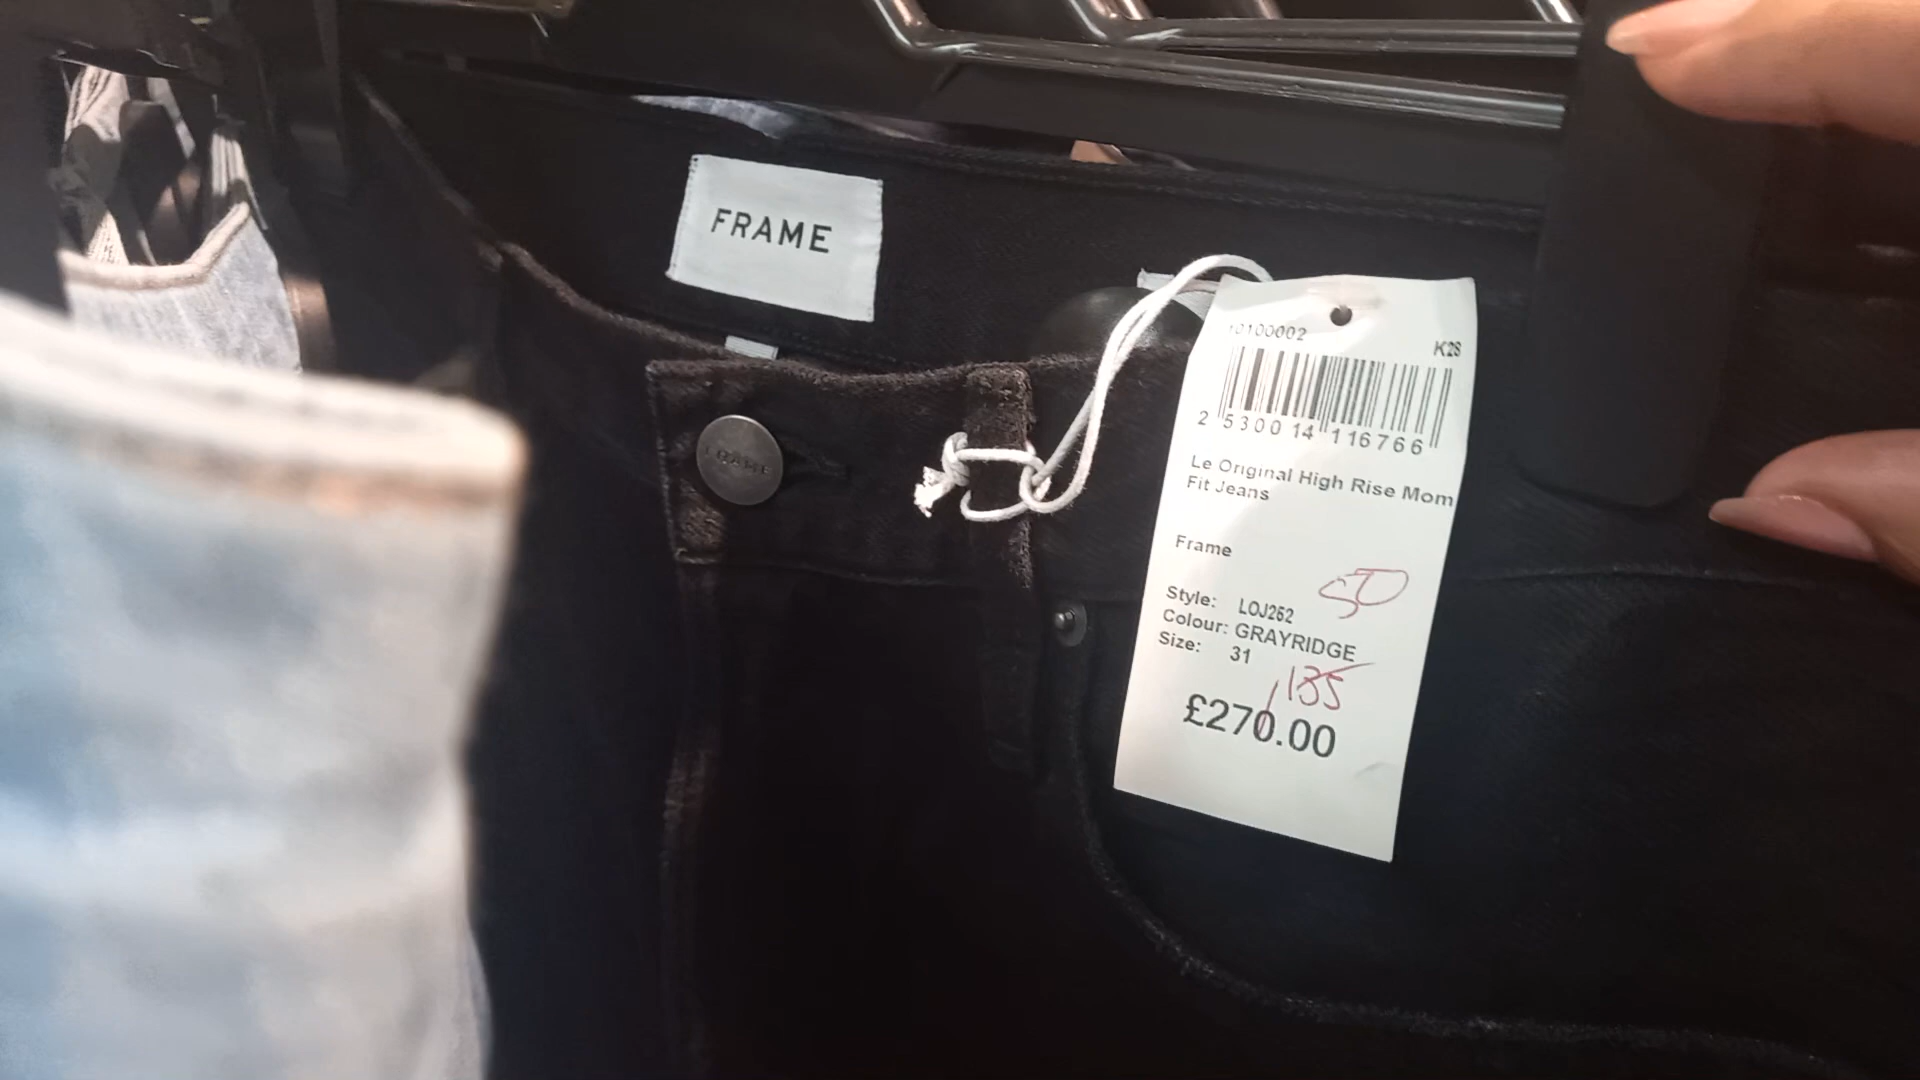 FRAME
FRAME
10100002
K2S
2 5300 14 116766
Le Original High Rise Mom
Fit Jeans
Frame
50
Style: LOJ262
Colour: GRAYRIDGE
Size: 31
135
£270.00